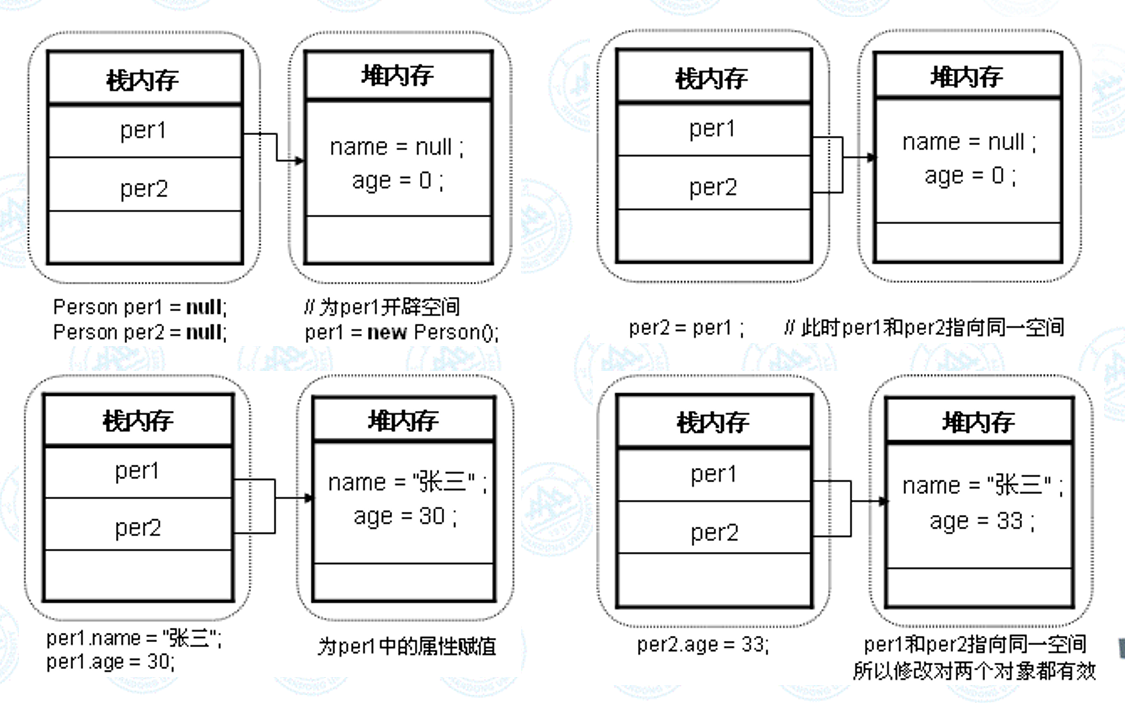 栈内存
per1
per2
堆内存
name = null ;
age = 0 ;
Person per1 = null;
Person per2 = null;
// 为per1开辟空间
per1 = new Person();
栈内存
per1
per2
堆内存
name = null ;
age = 0 ;
per2 = per1 ;
// 此时per1和per2指向同一空间
栈内存
per1
per2
堆内存
name = "张三" ;
age = 30 ;
per1.name = "张三";
per1.age = 30;
为per1中的属性赋值
栈内存
per1
per2
堆内存
name = "张三" ;
age = 33 ;
per2.age = 33;
per1和per2指向同一空间
所以修改对两个对象都有效